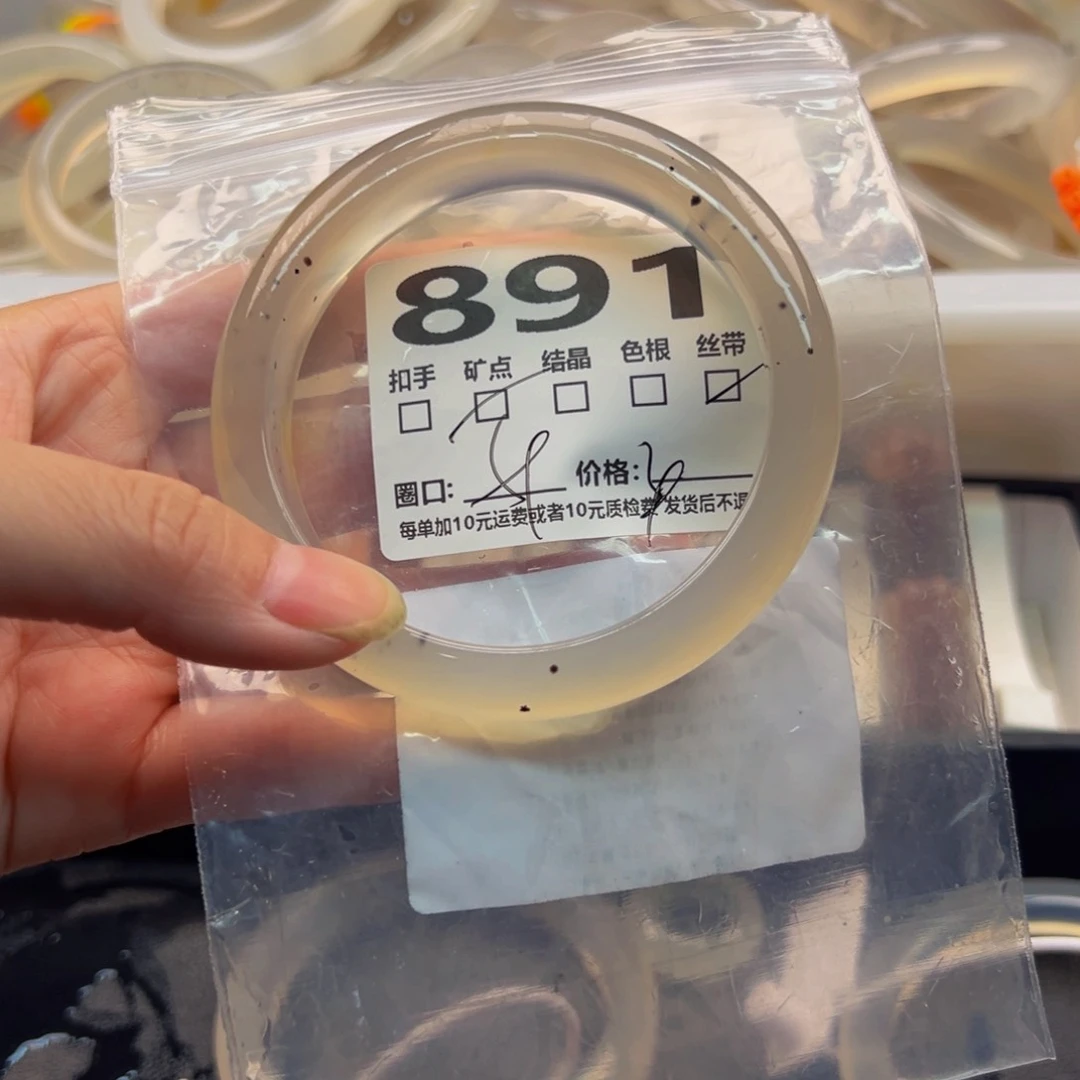 891
扣手 矿点 结晶 色根 丝带
圈口: 价格:
每单加10元运费或者10元质检费 发货后不退